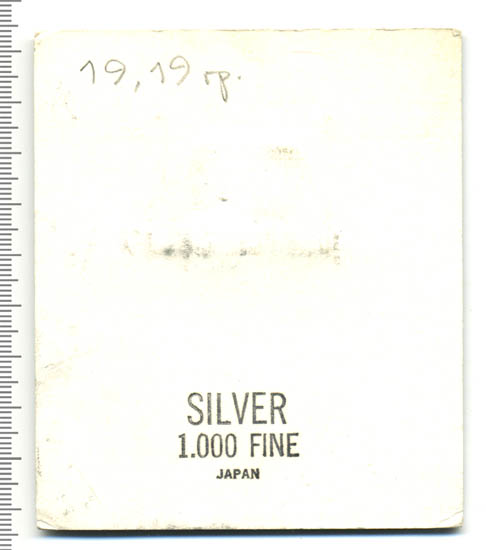 19,19 гр.
SILVER
1.000 FINE
JAPAN